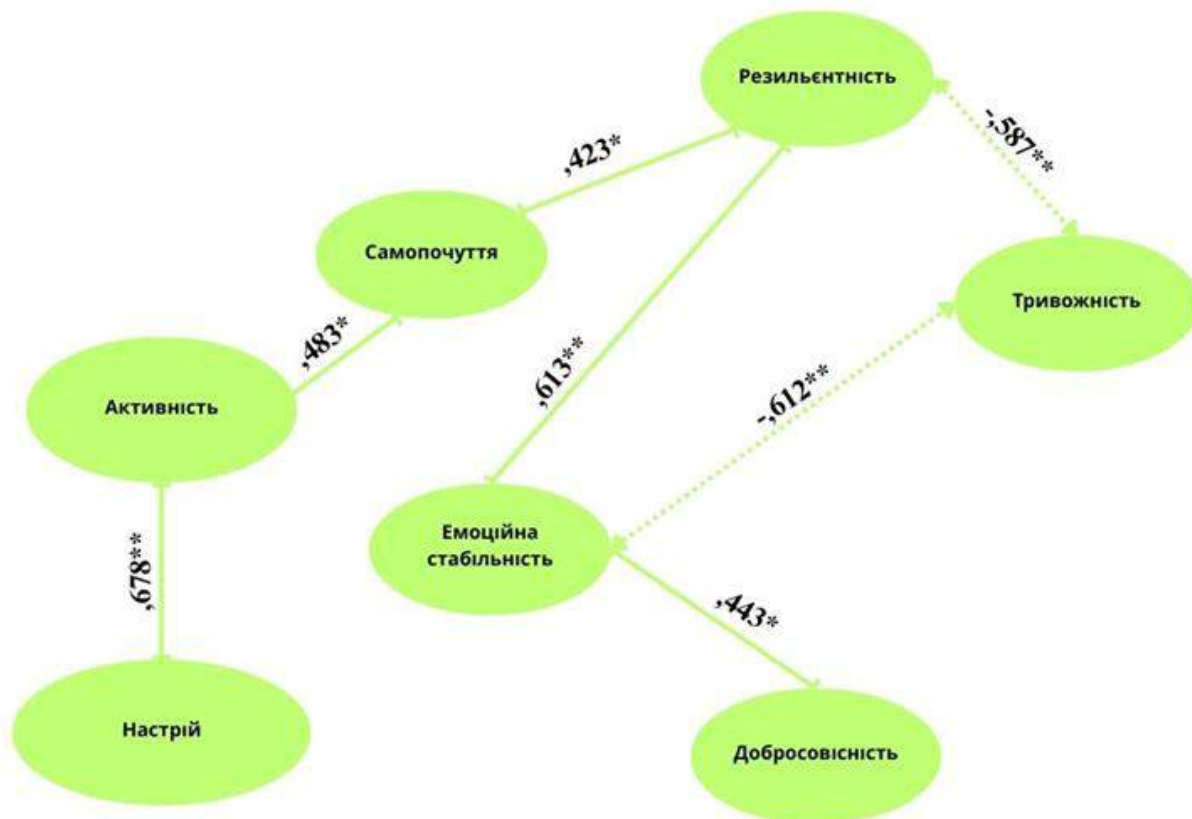 Резильєнтність
-,587**
,423*
Самопочуття
Тривожність
,483*
,613**
-,612**
Активність
Емоційна
стабільність
,678**
,443*
Настрій
Добросовісність